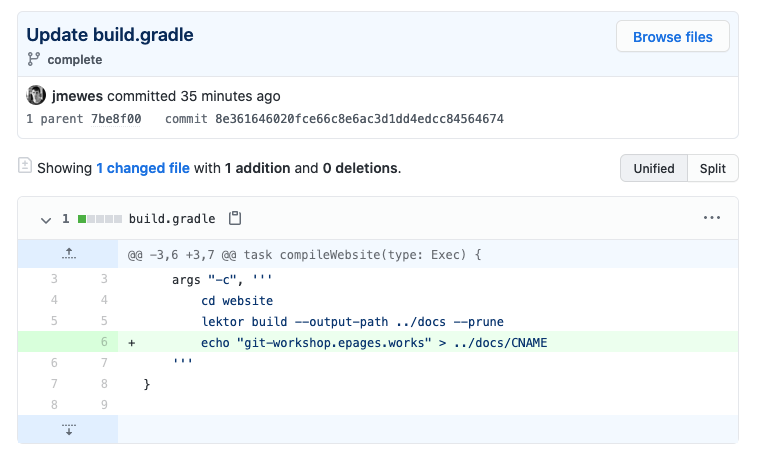 Update build.gradle
Browse files
complete
jmewes committed 35 minutes ago
1 parent 7be8f00 commit 8e361646020fce66c8e6ac3d1dd4edcc84564674
Showing 1 changed file with 1 addition and 0 deletions.
Unified Split
1 build.gradle
@@ -3,6 +3,7 @@ task compileWebsite(type: Exec) {
3 3 args "-c", '''
4 4 cd website
5 5 lektor build --output-path ../docs --prune
6 + echo "git-workshop.epages.works" > ../docs/CNAME
6 7 '''
7 8 }
8 9